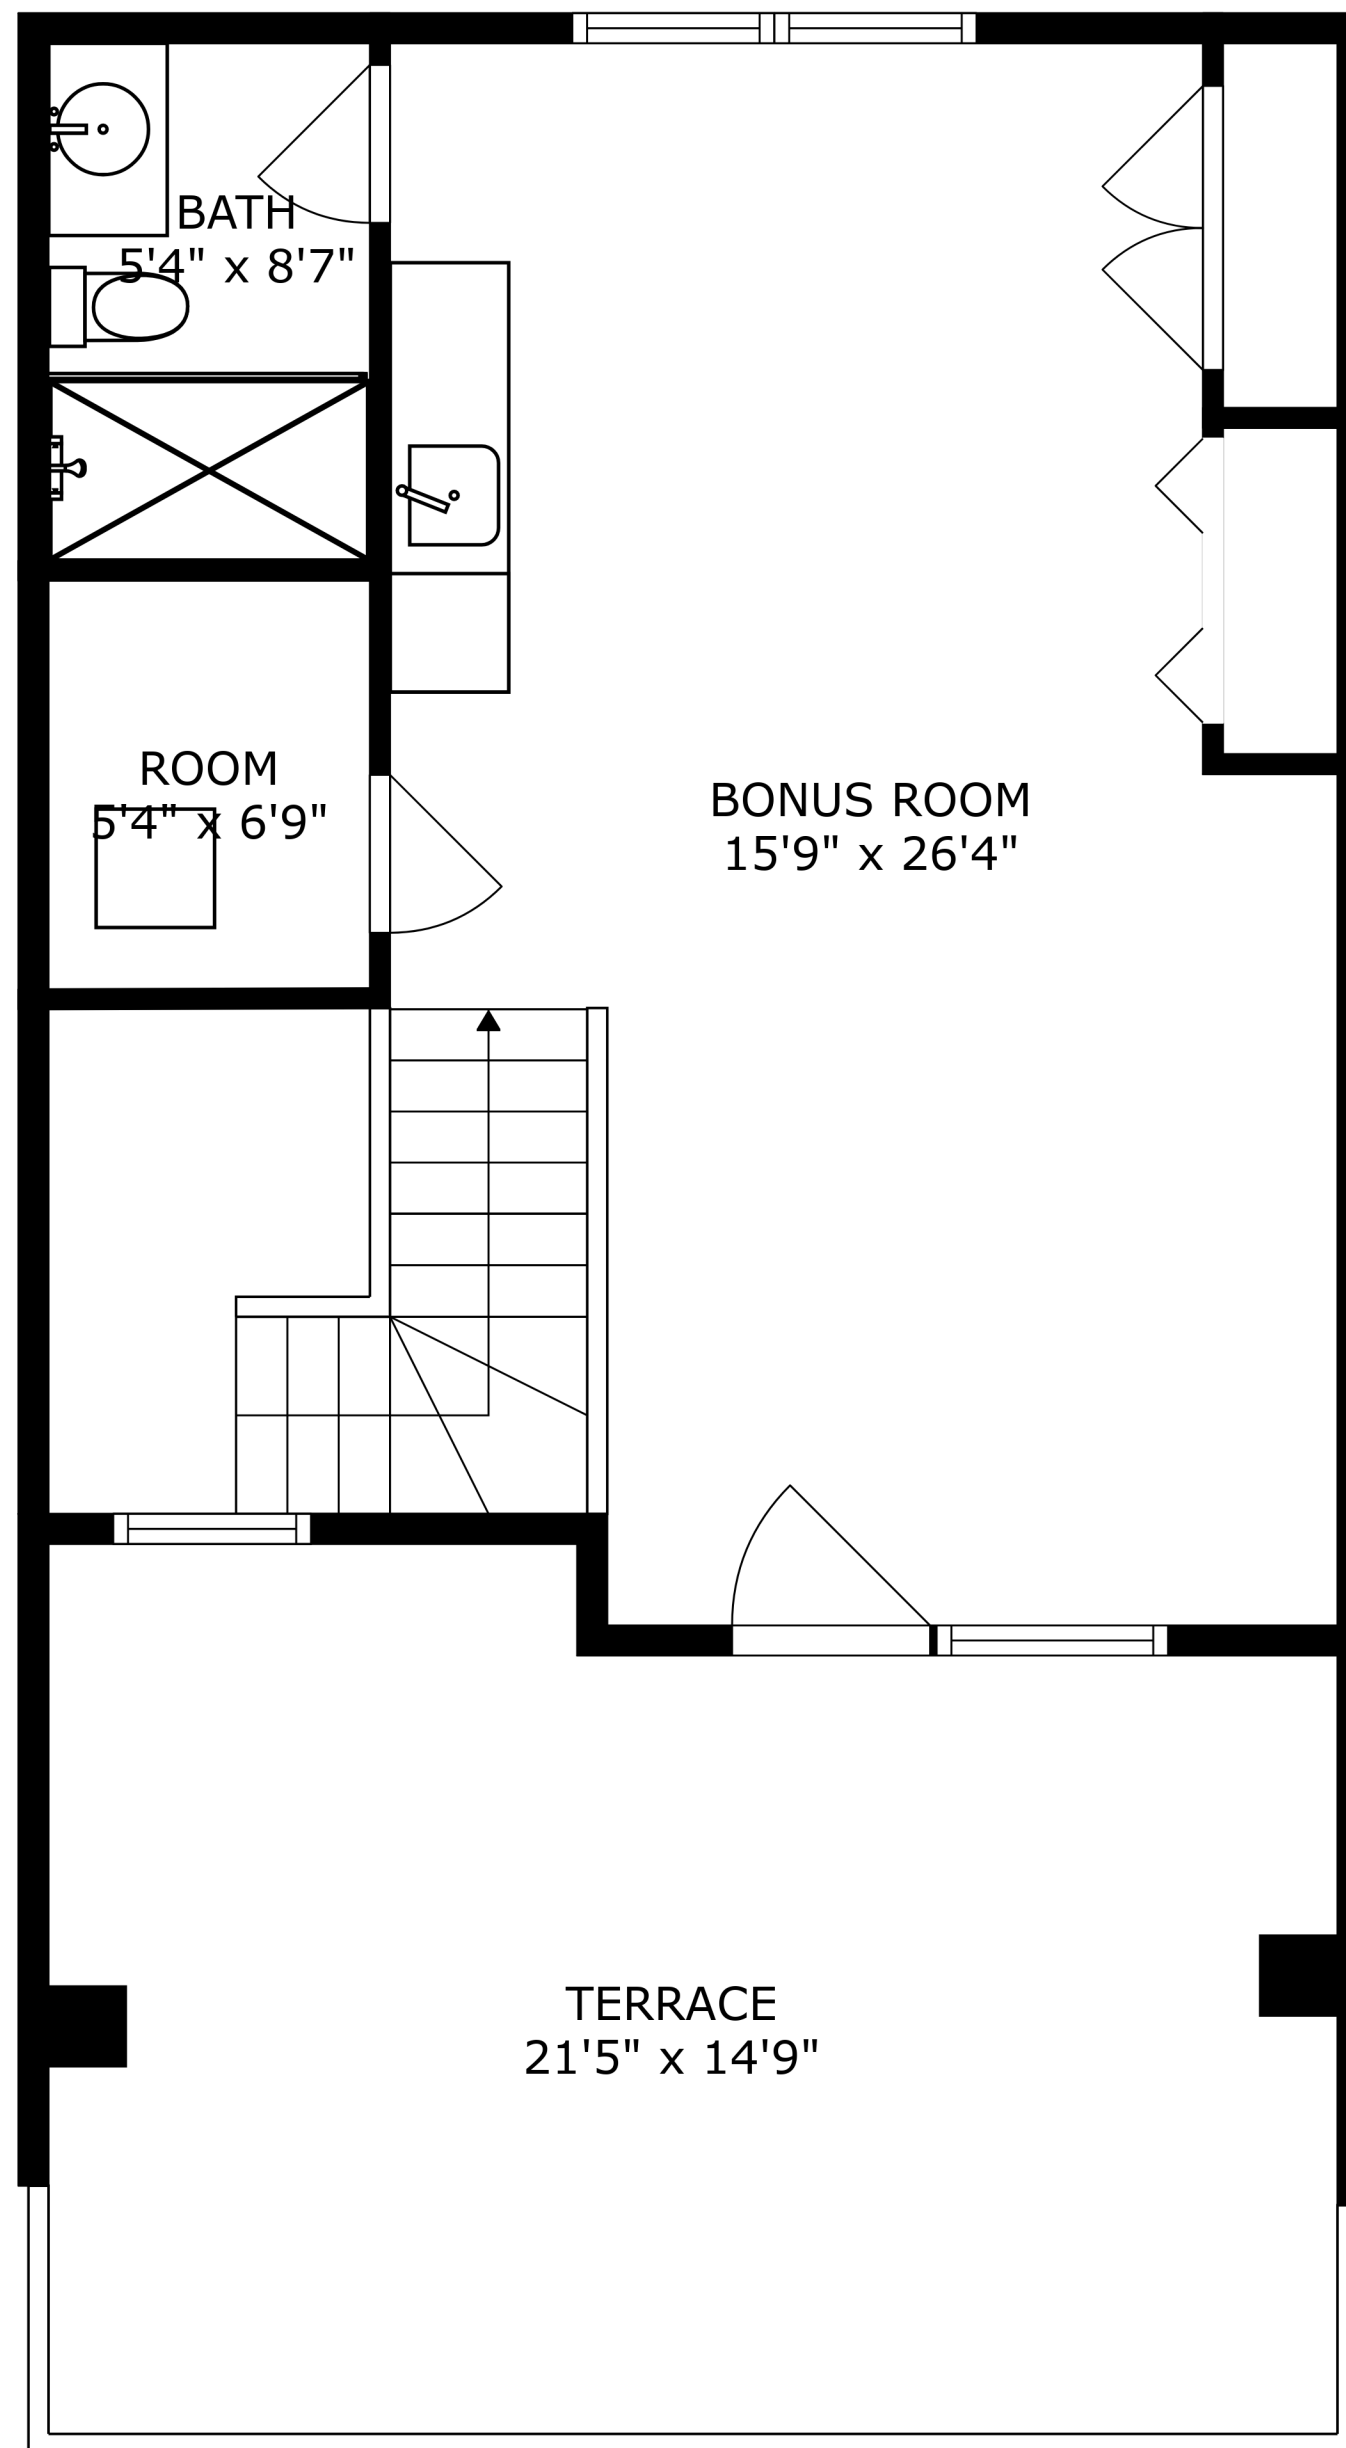 BATH
5'4" x 8'7"
ROOM
5'4" x 6'9"
BONUS ROOM
15'9" x 26'4"
TERRACE
21'5" x 14'9"